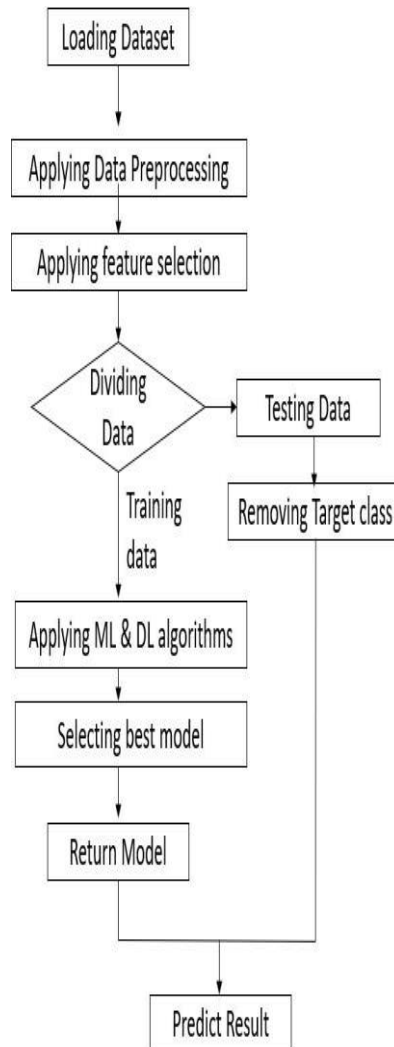 Loading Dataset
Applying Data Preprocessing
Applying feature selection
Dividing
Data
Testing Data
Removing Target class
Training
data
Applying ML & DL algorithms
Selecting best model
Return Model
Predict Result